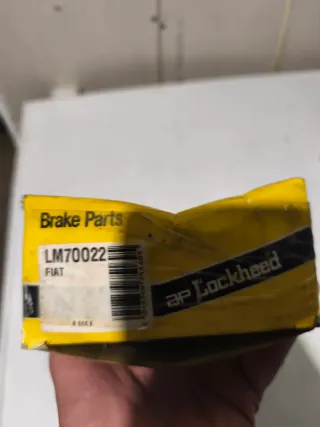 Brake Parts
LM70022
FIAT
AP Lockheed